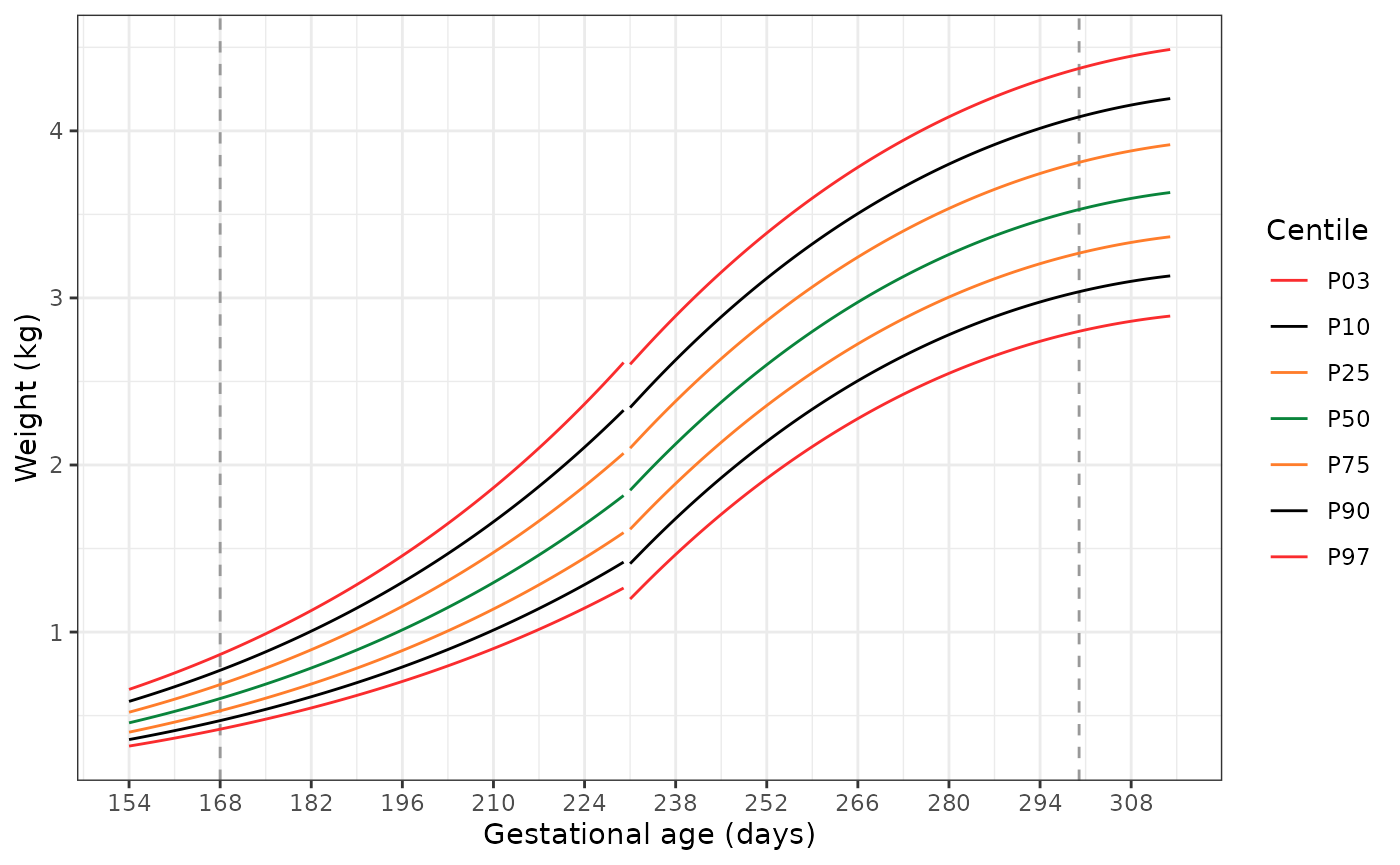 Weight (kg)
4
3
2
1
154 168 182 196 210 224 238 252 266 280 294 308
Gestational age (days)
Centile
P03
P10
P25
P50
P75
P90
P97